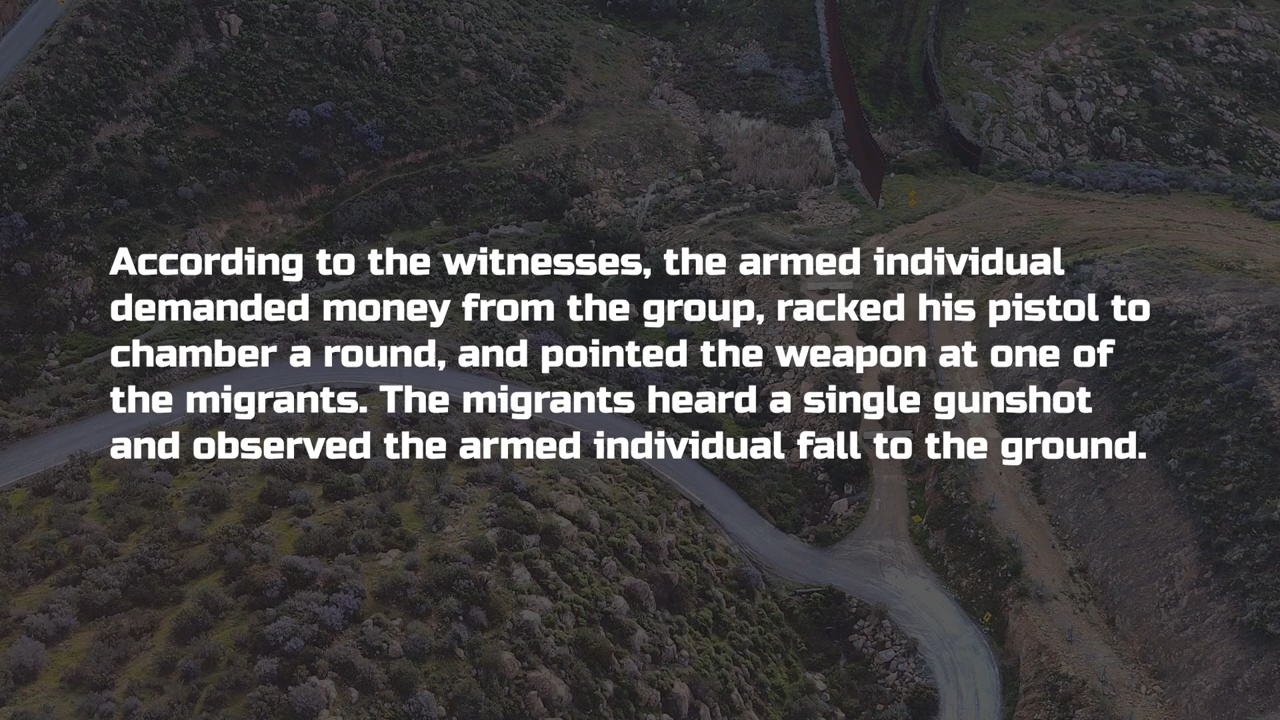 According to the witnesses, the armed individual
demanded money from the group, racked his pistol to
chamber a round, and pointed the weapon at one of
the migrants. The migrants heard a single gunshot
and observed the armed individual fall to the ground.